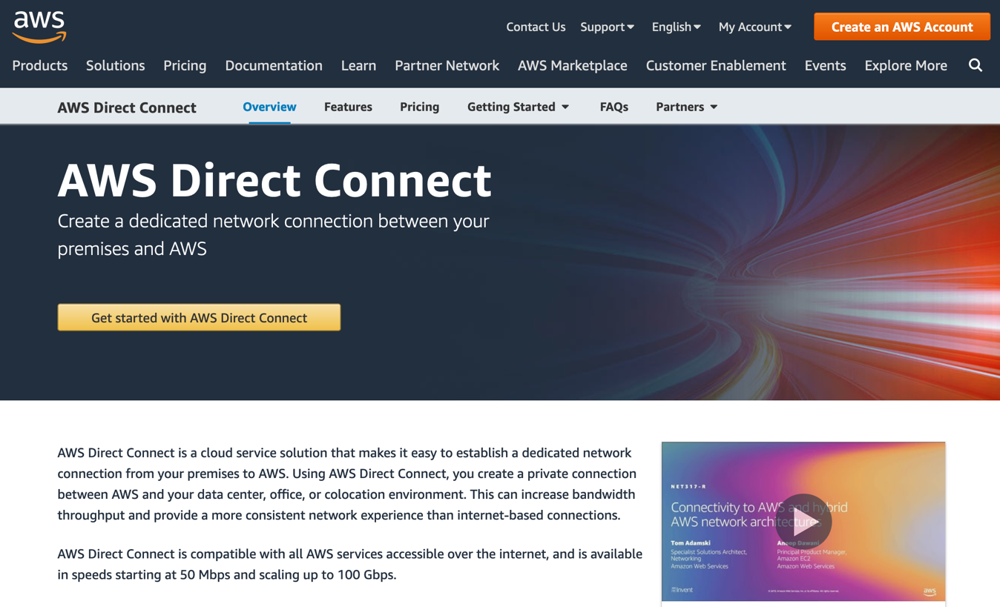 aws
Contact Us Support English My Account Create an AWS Account
Products Solutions Pricing Documentation Learn Partner Network AWS Marketplace Customer Enablement Events Explore More
AWS Direct Connect Overview Features Pricing Getting Started FAQs Partners
AWS Direct Connect
Create a dedicated network connection between your
premises and AWS
Get started with AWS Direct Connect
AWS Direct Connect is a cloud service solution that makes it easy to establish a dedicated network
connection from your premises to AWS. Using AWS Direct Connect, you create a private connection
between AWS and your data center, office, or colocation environment. This can increase bandwidth
throughput and provide a more consistent network experience than internet-based connections.
AWS Direct Connect is compatible with all AWS services accessible over the internet, and is available
in speeds starting at 50 Mbps and scaling up to 100 Gbps.
NET317-R
Connectivity to AWS and hybrid
AWS network architectures
Tom Adamski
Specialist Solutions Architect,
Networking
Amazon Web Services
Anoop Dawani
Principal Product Manager,
Amazon EC2
Amazon Web Services
re:Invent
aws